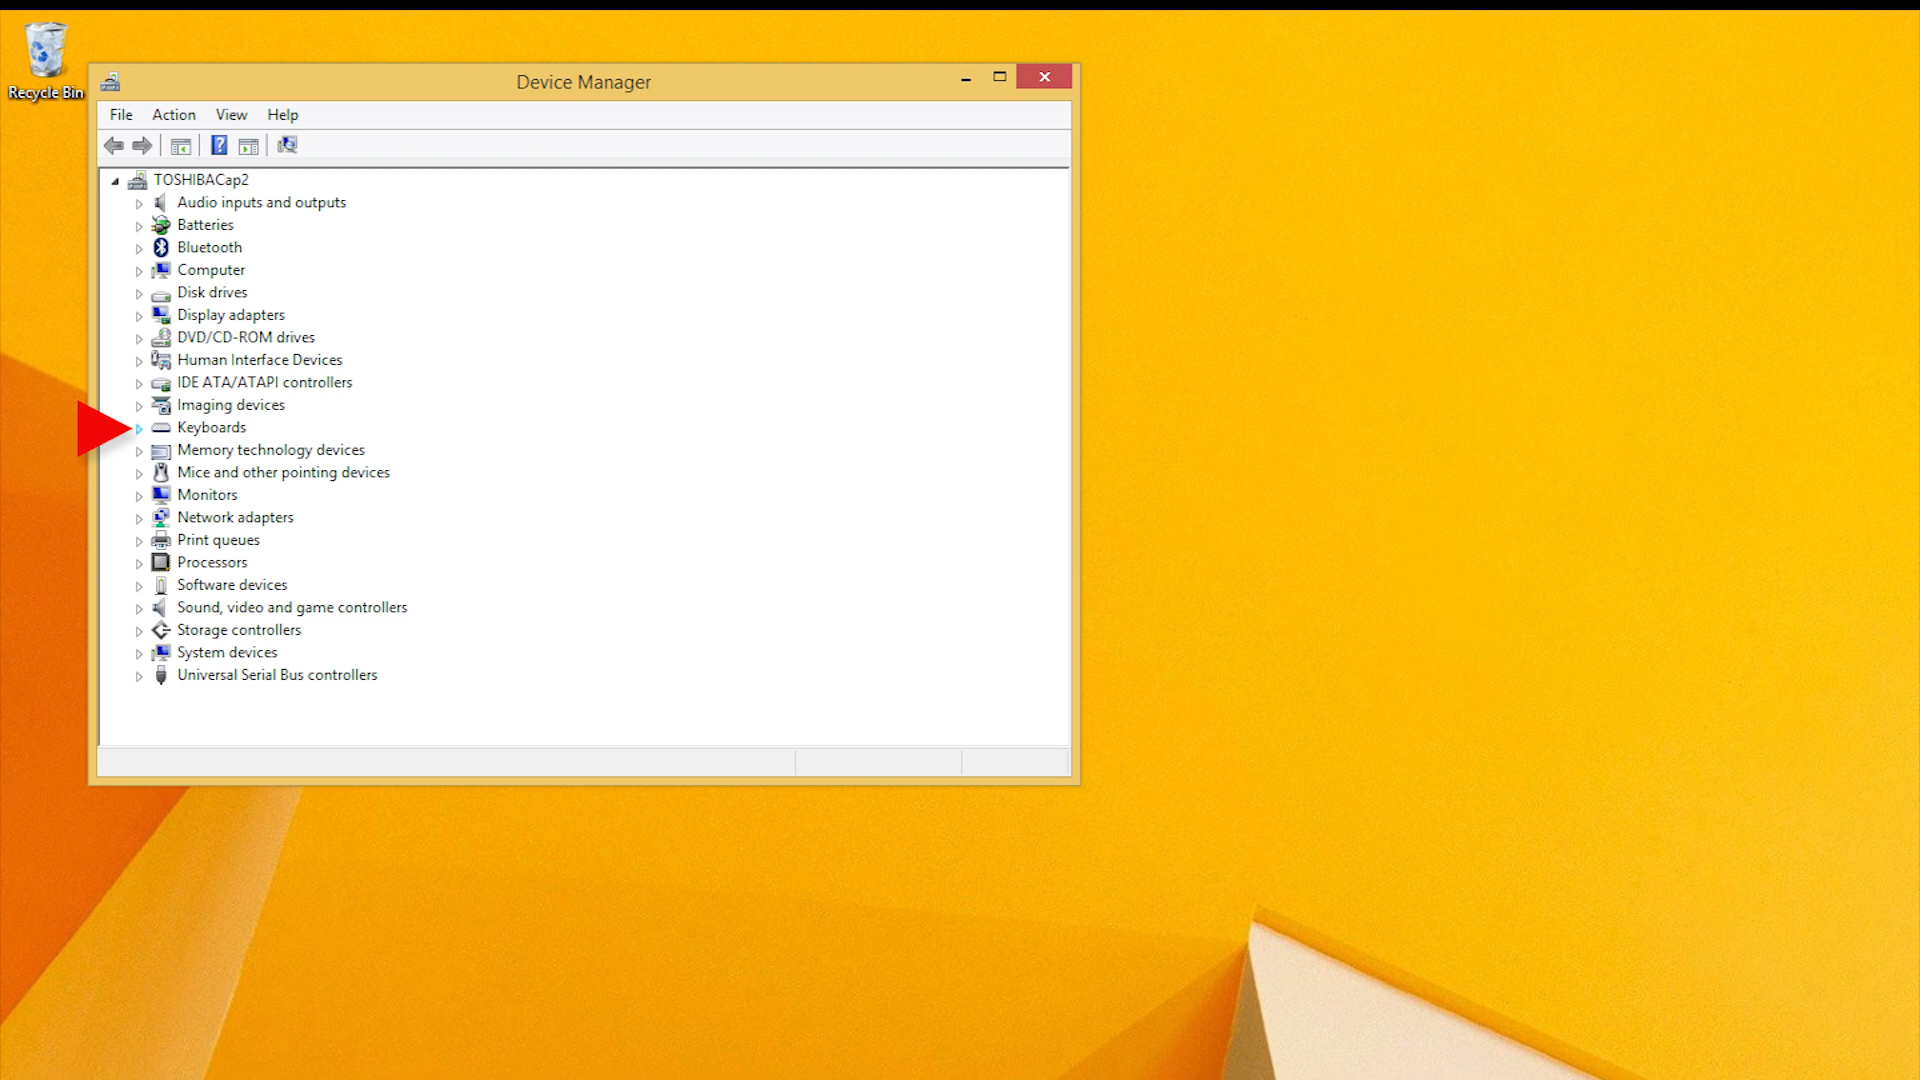 Recycle Bin
Device Manager
File Action View Help
TOSHIBACap2
Audio inputs and outputs
Batteries
Bluetooth
Computer
Disk drives
Display adapters
DVD/CD-ROM drives
Human Interface Devices
IDE ATA/ATAPI controllers
Imaging devices
Keyboards
Memory technology devices
Mice and other pointing devices
Monitors
Network adapters
Print queues
Processors
Software devices
Sound, video and game controllers
Storage controllers
System devices
Universal Serial Bus controllers